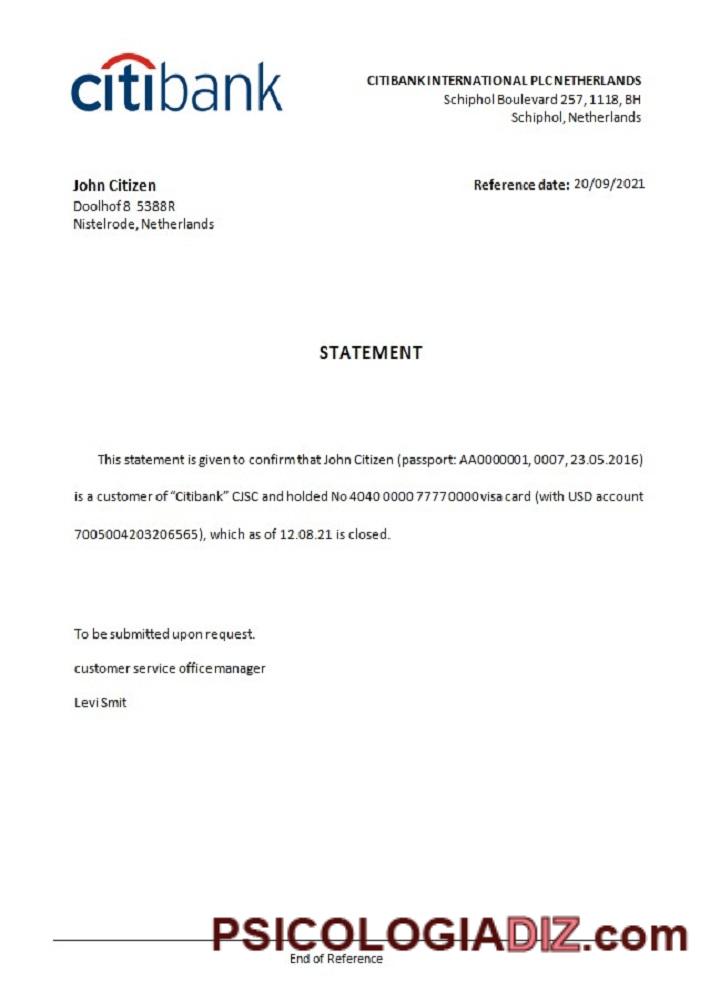 citibank
CITIBANK INTERNATIONAL PLC NETHERLANDS
Schiphol Boulevard 257, 1118, BH
Schiphol, Netherlands
John Citizen
Doolhof 8 5388R
Nistelrode, Netherlands
Reference date: 20/09/2021
STATEMENT
This statement is given to confirm that John Citizen (passport: AA0000001, 0007, 23.05.2016)
is a customer of “Citibank” CJSC and holded No 4040 0000 7777 0000 visa card (with USD account
7005004203206565), which as of 12.08.21 is closed.
To be submitted upon request.
customer service office manager
Levi Smit
PSICOLOGIADIZ.com
End of Reference